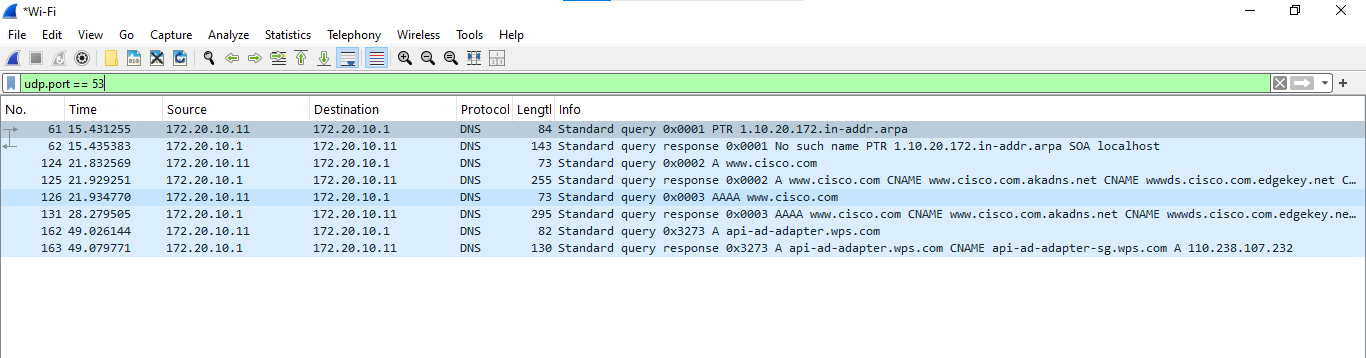 *Wi-Fi
File Edit View Go Capture Analyze Statistics Telephony Wireless Tools Help
udp.port == 53
No. Time Source Destination Protocol Lengtl Info
61 15.431255 172.20.10.11 172.20.10.1 DNS 84 Standard query 0x0001 PTR 1.10.20.172.in-addr.arpa
62 15.435383 172.20.10.1 172.20.10.11 DNS 143 Standard query response 0x0001 No such name PTR 1.10.20.172.in-addr.arpa SOA localhost
124 21.832569 172.20.10.11 172.20.10.1 DNS 73 Standard query 0x0002 A www.cisco.com
125 21.929251 172.20.10.1 172.20.10.11 DNS 255 Standard query response 0x0002 A www.cisco.com CNAME www.cisco.com.akadns.net CNAME wwwds.cisco.com.edgekey.net C…
126 21.934770 172.20.10.11 172.20.10.1 DNS 73 Standard query 0x0003 AAAA www.cisco.com
131 28.279505 172.20.10.1 172.20.10.11 DNS 295 Standard query response 0x0003 AAAA www.cisco.com CNAME www.cisco.com.akadns.net CNAME wwwds.cisco.com.edgekey.ne…
162 49.026144 172.20.10.11 172.20.10.1 DNS 82 Standard query 0x3273 A api-ad-adapter.wps.com
163 49.079771 172.20.10.1 172.20.10.11 DNS 130 Standard query response 0x3273 A api-ad-adapter.wps.com CNAME api-ad-adapter-sg.wps.com A 110.238.107.232